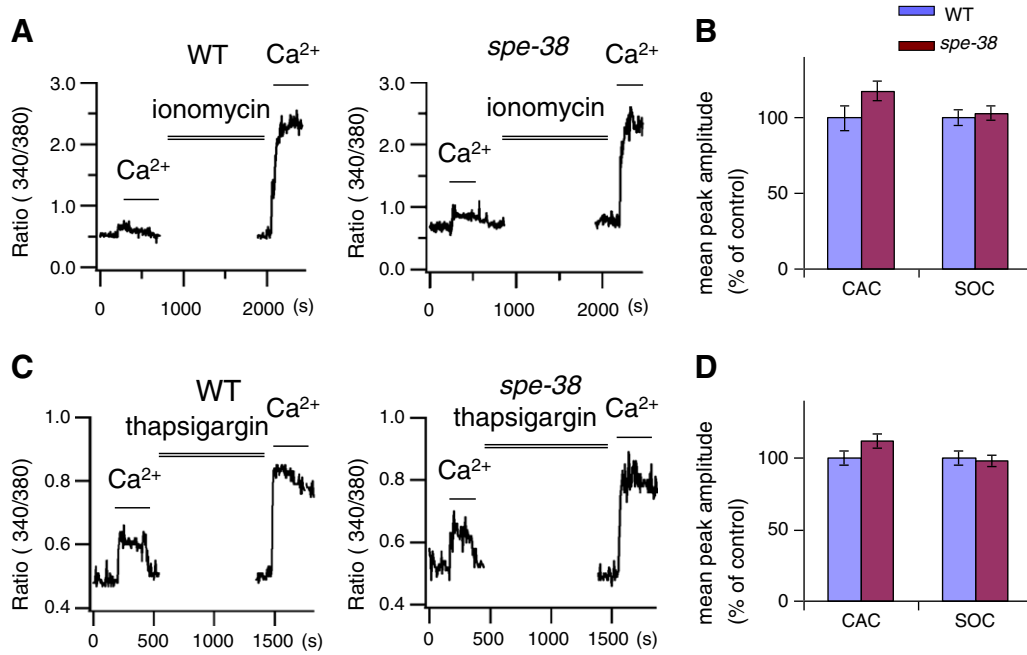 A
WT
Ca2+
ionomycin
Ca2+
Ratio ( 340/380)
3.0
2.0
1.0
0.0
0
1000
2000
(s)
spe-38
Ca2+
ionomycin
Ca2+
Ratio ( 340/380)
3.0
2.0
1.0
0.0
0
1000
2000
(s)
B
WT
spe-38
mean peak amplitude
(% of control)
100
50
0
CAC
SOC
C
WT
thapsigargin
Ca2+
Ca2+
Ratio ( 340/380)
1.0
0.8
0.6
0.4
0
500
1000
1500
(s)
spe-38
thapsigargin
Ca2+
Ca2+
Ratio ( 340/380)
1.0
0.8
0.6
0.4
0
500
1000
1500
(s)
D
mean peak amplitude
(% of control)
100
50
0
CAC
SOC